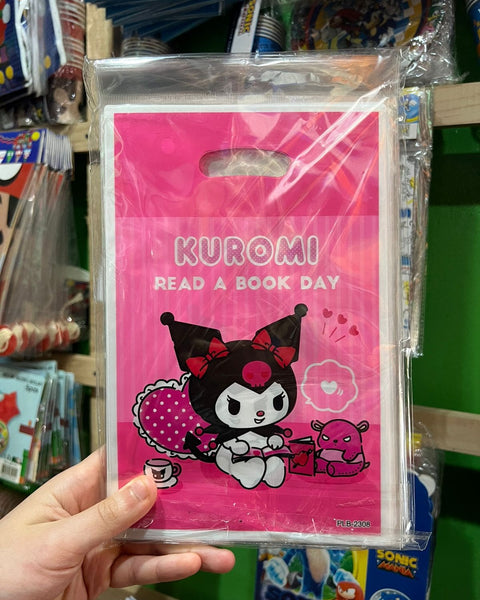 KUROMI
READ A BOOK DAY
PLB-2308
SONIC
MANIA